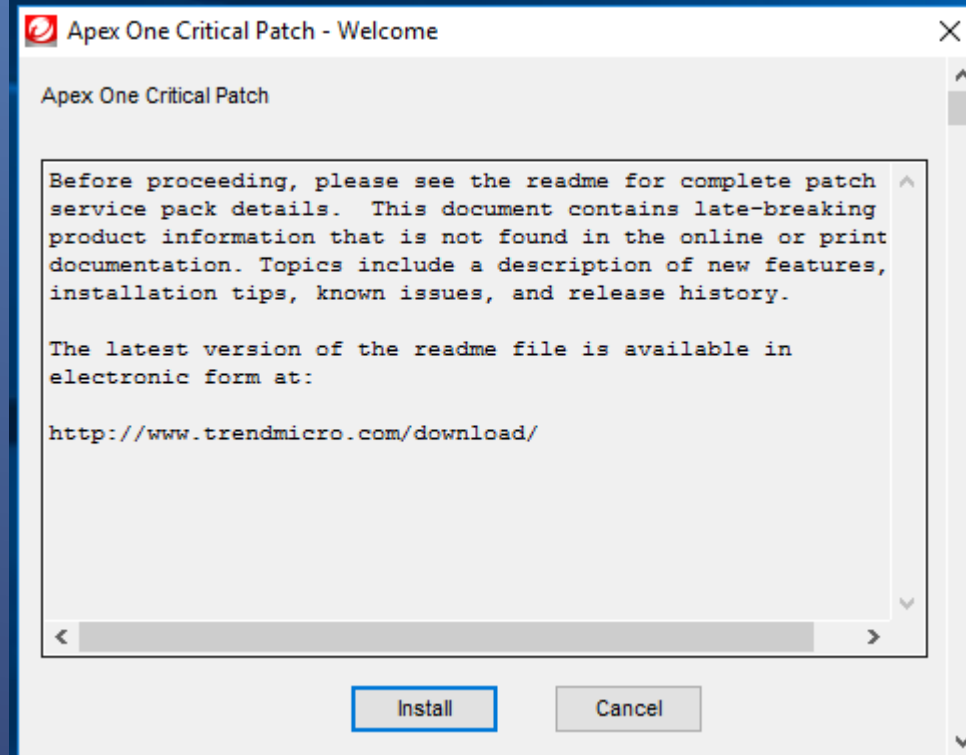 Apex One Critical Patch - Welcome
Apex One Critical Patch
Before proceeding, please see the readme for complete patch
service pack details.  This document contains late-breaking
product information that is not found in the online or print
documentation. Topics include a description of new features,
installation tips, known issues, and release history.
The latest version of the readme file is available in
electronic form at:
http://www.trendmicro.com/download/
Install
Cancel